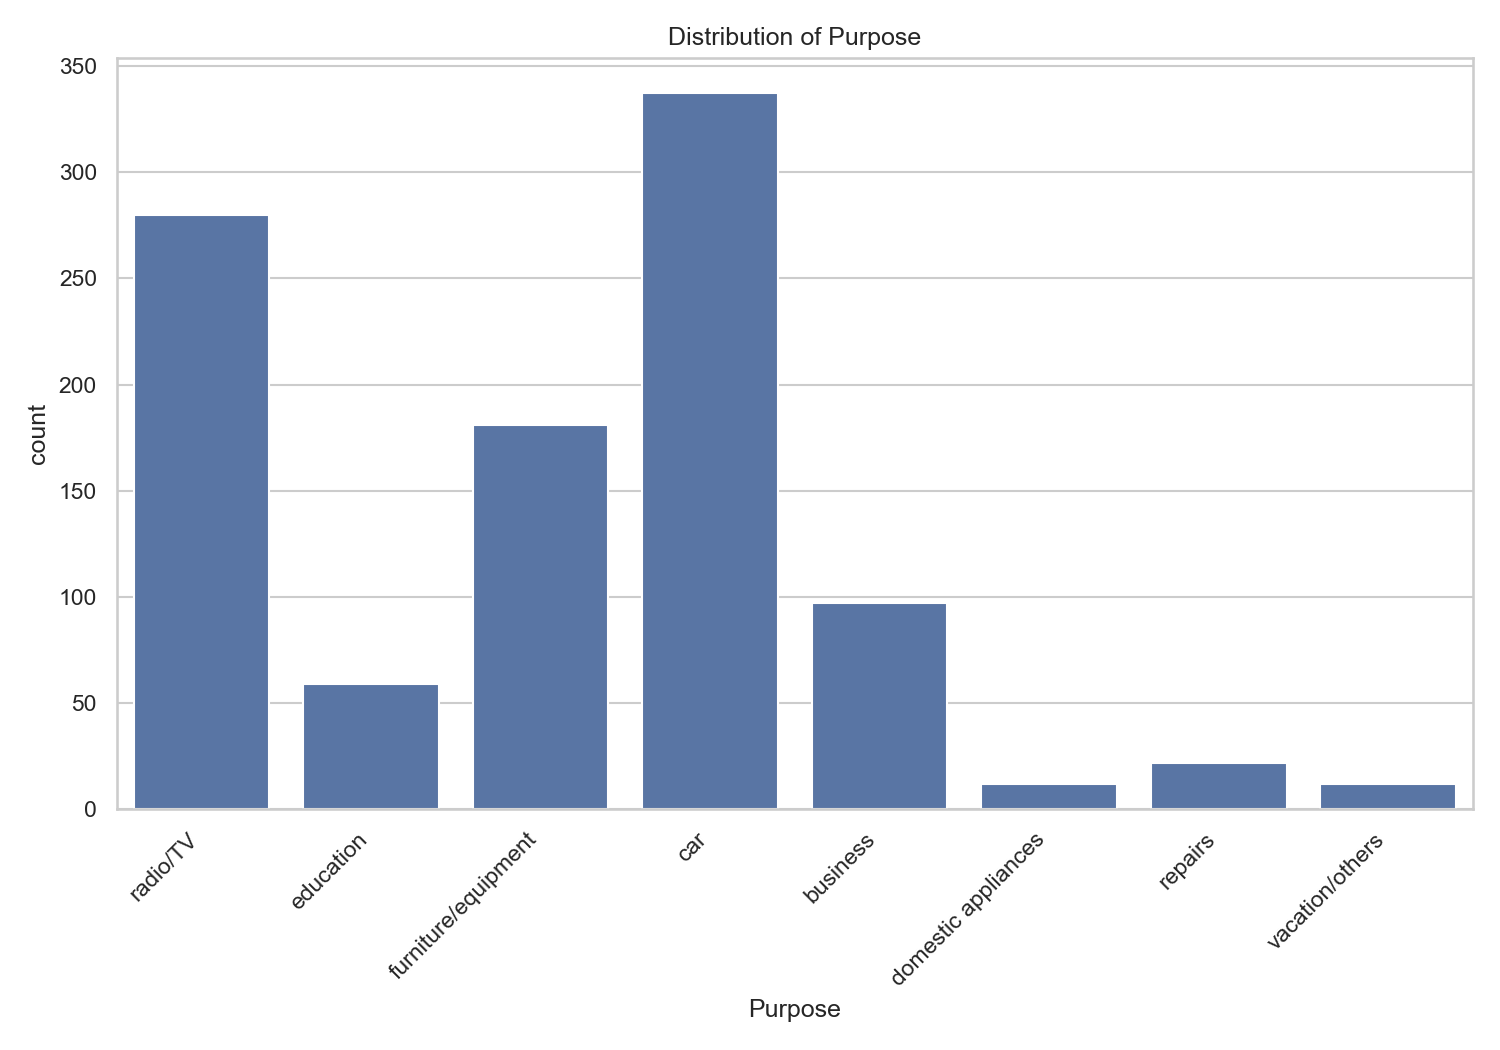 Distribution of Purpose
350
300
250
200
150
100
50
0
count
radio/TV
education
furniture/equipment
car
business
domestic appliances
repairs
vacation/others
Purpose